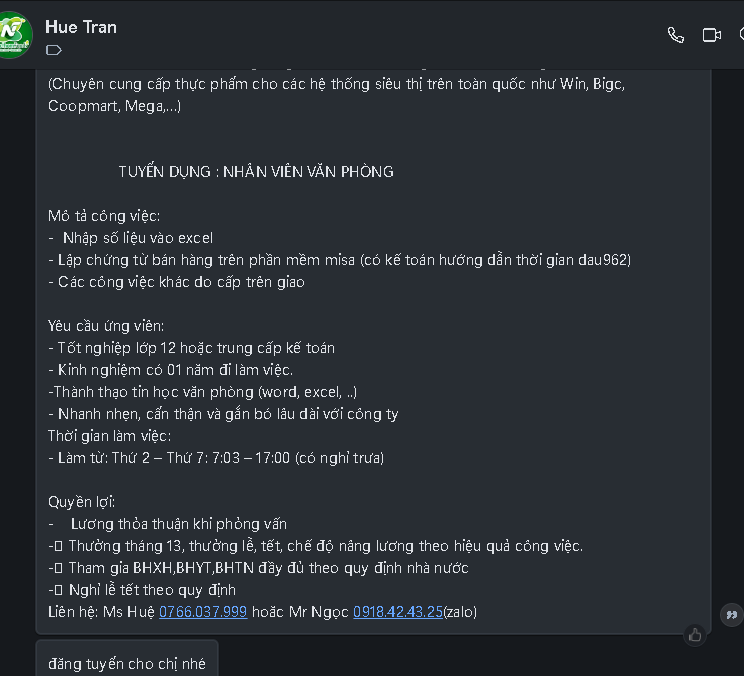 Hue Tran
(Chuyên cung cấp thực phẩm cho các hệ thống siêu thị trên toàn quốc như Win, Bigc,
Coopmart, Mega,...)
TUYỂN DỤNG : NHÂN VIÊN VĂN PHÒNG
Mô tả công việc:
- Nhập số liệu vào excel
- Lập chứng từ bán hàng trên phần mềm misa (có kế toán hướng dẫn thời gian dau962)
- Các công việc khác do cấp trên giao
Yêu cầu ứng viên:
- Tốt nghiệp lớp 12 hoặc trung cấp kế toán
- Kinh nghiệm có 01 năm đi làm việc.
-Thành thạo tin học văn phòng (word, excel, ..)
- Nhanh nhẹn, cẩn thận và gắn bó lâu dài với công ty
Thời gian làm việc:
- Làm từ: Thứ 2 – Thứ 7: 7:03 – 17:00 (có nghỉ trưa)
Quyền lợi:
- Lương thỏa thuận khi phỏng vấn
- Thưởng tháng 13, thưởng lễ, tết, chế độ nâng lương theo hiệu quả công việc.
- Tham gia BHXH,BHYT,BHTN đầy đủ theo quy định nhà nước
- Nghỉ lễ tết theo quy định
Liên hệ: Ms Huệ 0766.037.999 hoặc Mr Ngọc 0918.42.43.25(zalo)
đăng tuyển cho chị nhé